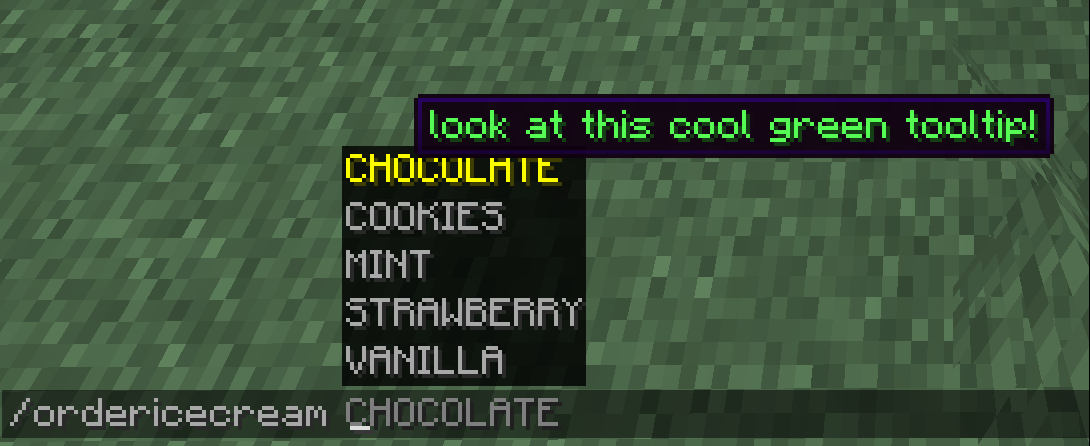 look at this cool green tooltip!
CHOCOLATE
COOKIES
MINT
STRAWBERRY
VANILLA
/ordericecream CHOCOLATE